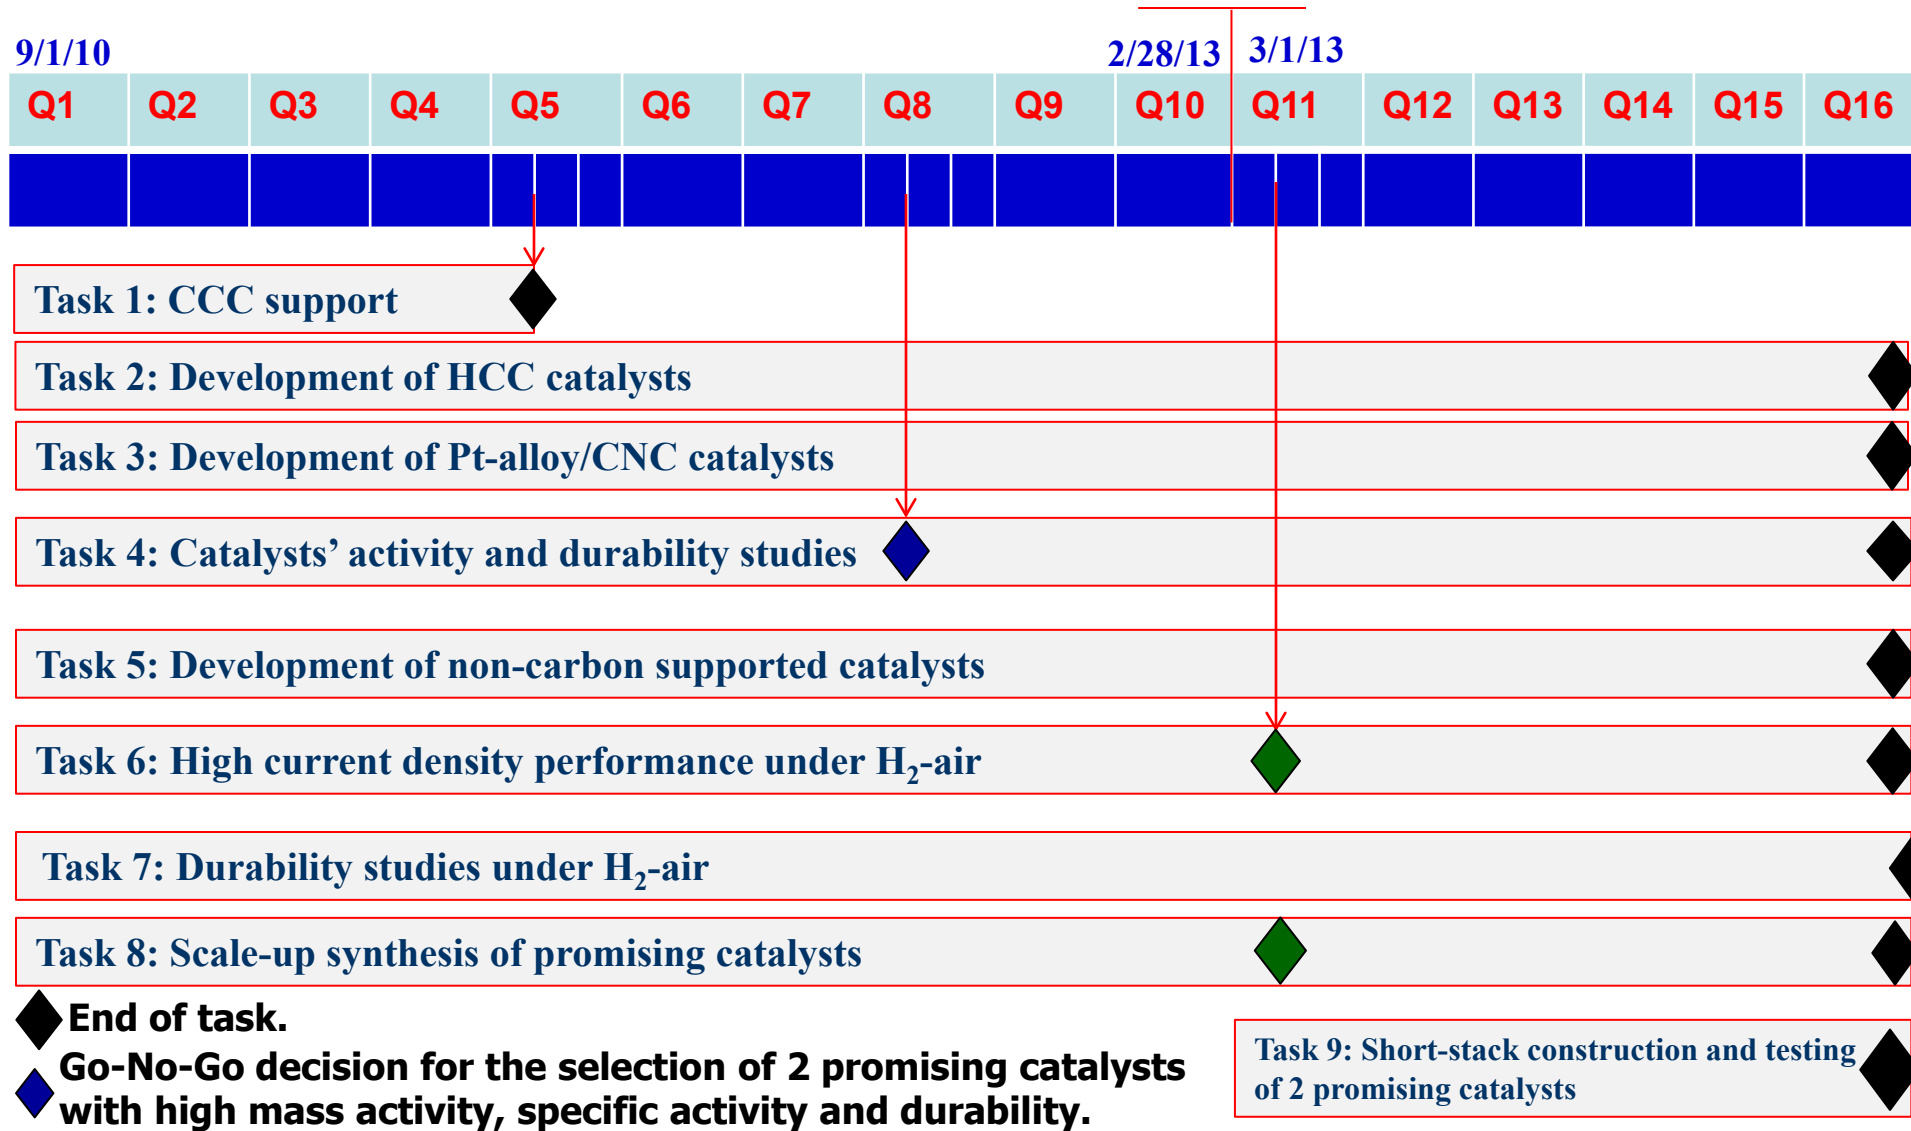 9/1/10 2/28/13 3/1/13
Q1 Q2 Q3 Q4 Q5 Q6 Q7 Q8 Q9 Q10 Q11 Q12 Q13 Q14 Q15 Q16
Task 1: CCC support
Task 2: Development of HCC catalysts
Task 3: Development of Pt-alloy/CNC catalysts
Task 4: Catalysts’ activity and durability studies
Task 5: Development of non-carbon supported catalysts
Task 6: High current density performance under H₂-air
Task 7: Durability studies under H₂-air
Task 8: Scale-up synthesis of promising catalysts
End of task.
Go-No-Go decision for the selection of 2 promising catalysts
with high mass activity, specific activity and durability.
Task 9: Short-stack construction and testing
of 2 promising catalysts